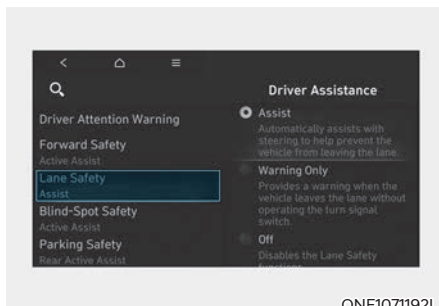 Driver Assistance
Driver Attention Warning
Forward Safety
Active Assist
Lane Safety
Assist
Blind-Spot Safety
Active Assist
Parking Safety
Rear Active Assist
Assist
Automatically assists with
steering to help prevent the
vehicle from leaving the lane.
Warning Only
Provides a warning when the
vehicle leaves the lane without
operating the turn signal
switch.
Off
Disables the Lane Safety
functions.